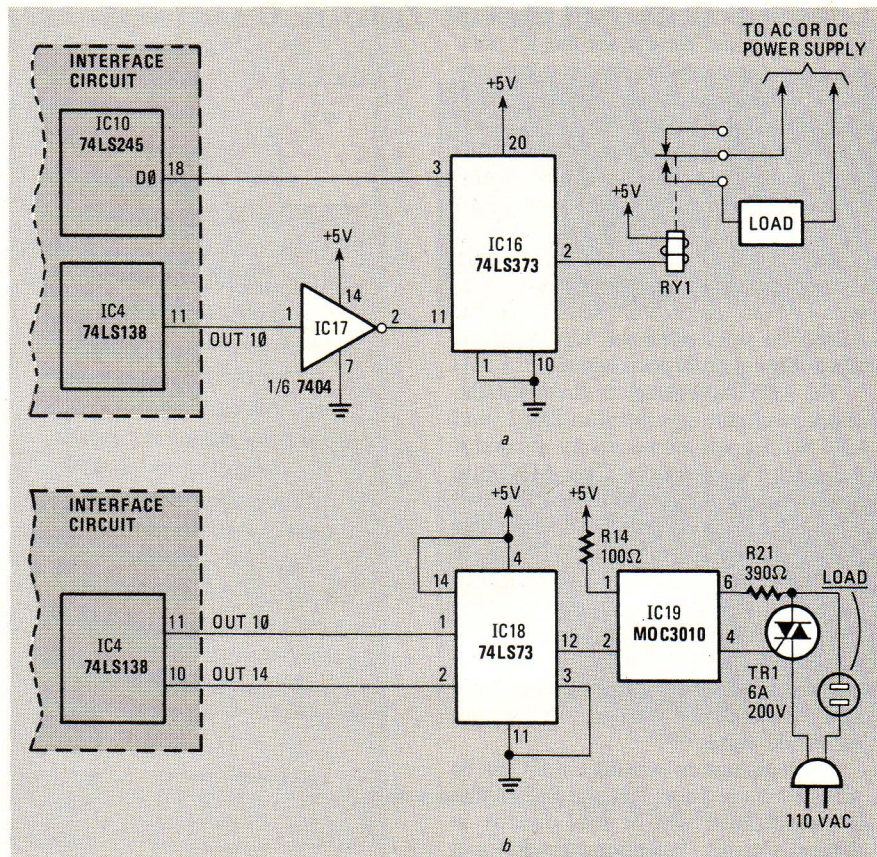 TO AC OR DC
POWER SUPPLY
INTERFACE
CIRCUIT
IC10
74LS245
DØ
18
3
+5V
20
IC16
74LS373
2
+5V
RY1
LOAD
IC4
74LS138
11
OUT 1Ø
+5V
1
14
IC17
2
11
7
1/6 7404
1
10
a
INTERFACE
CIRCUIT
+5V
+5V
R14
100Ω
4
14
1
R21
390Ω
LOAD
IC4
74LS138
11
OUT 1Ø
1
IC18
74LS73
12
2
IC19
MOC3010
6
4
10
OUT 14
2
3
TR1
6A
200V
11
110 VAC
b